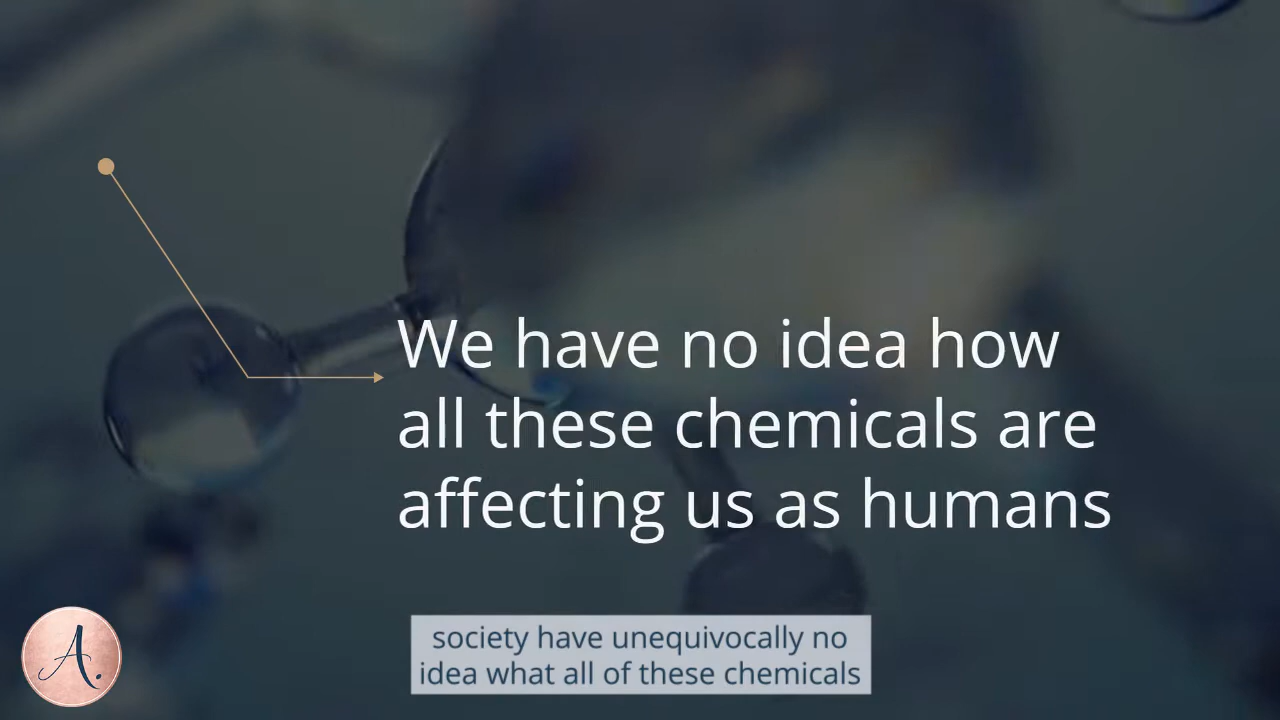 We have no idea how
all these chemicals are
affecting us as humans
society have unequivocally no
idea what all of these chemicals
A.